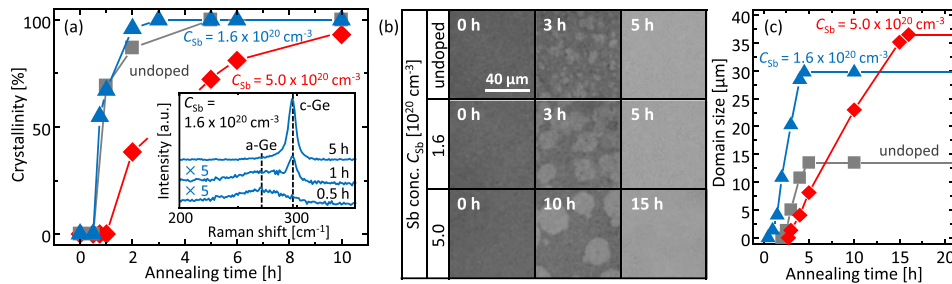 (a)
Crystallinity [%]
100
50
0
C_Sb = 1.6 x 10^20 cm^−3
undoped
C_Sb = 5.0 x 10^20 cm^−3
C_Sb =
1.6 x 10^20 cm^−3
c-Ge
a-Ge
5 h
× 5
1 h
× 5
0.5 h
Intensity [a.u.]
200 300
Raman shift [cm^-1]
0 2 4 6 8 10
Annealing time [h]
(b)
Sb conc. C_Sb [10^20 cm^−3]
undoped
0 h 3 h 5 h
40 μm
1.6
0 h 3 h 5 h
5.0
0 h 10 h 15 h
(c)
Domain size [μm]
40
35
30
25
20
15
10
5
0
C_Sb = 5.0 x 10^20 cm^−3
C_Sb = 1.6 x 10^20 cm^−3
undoped
0 5 10 15 20
Annealing time [h]